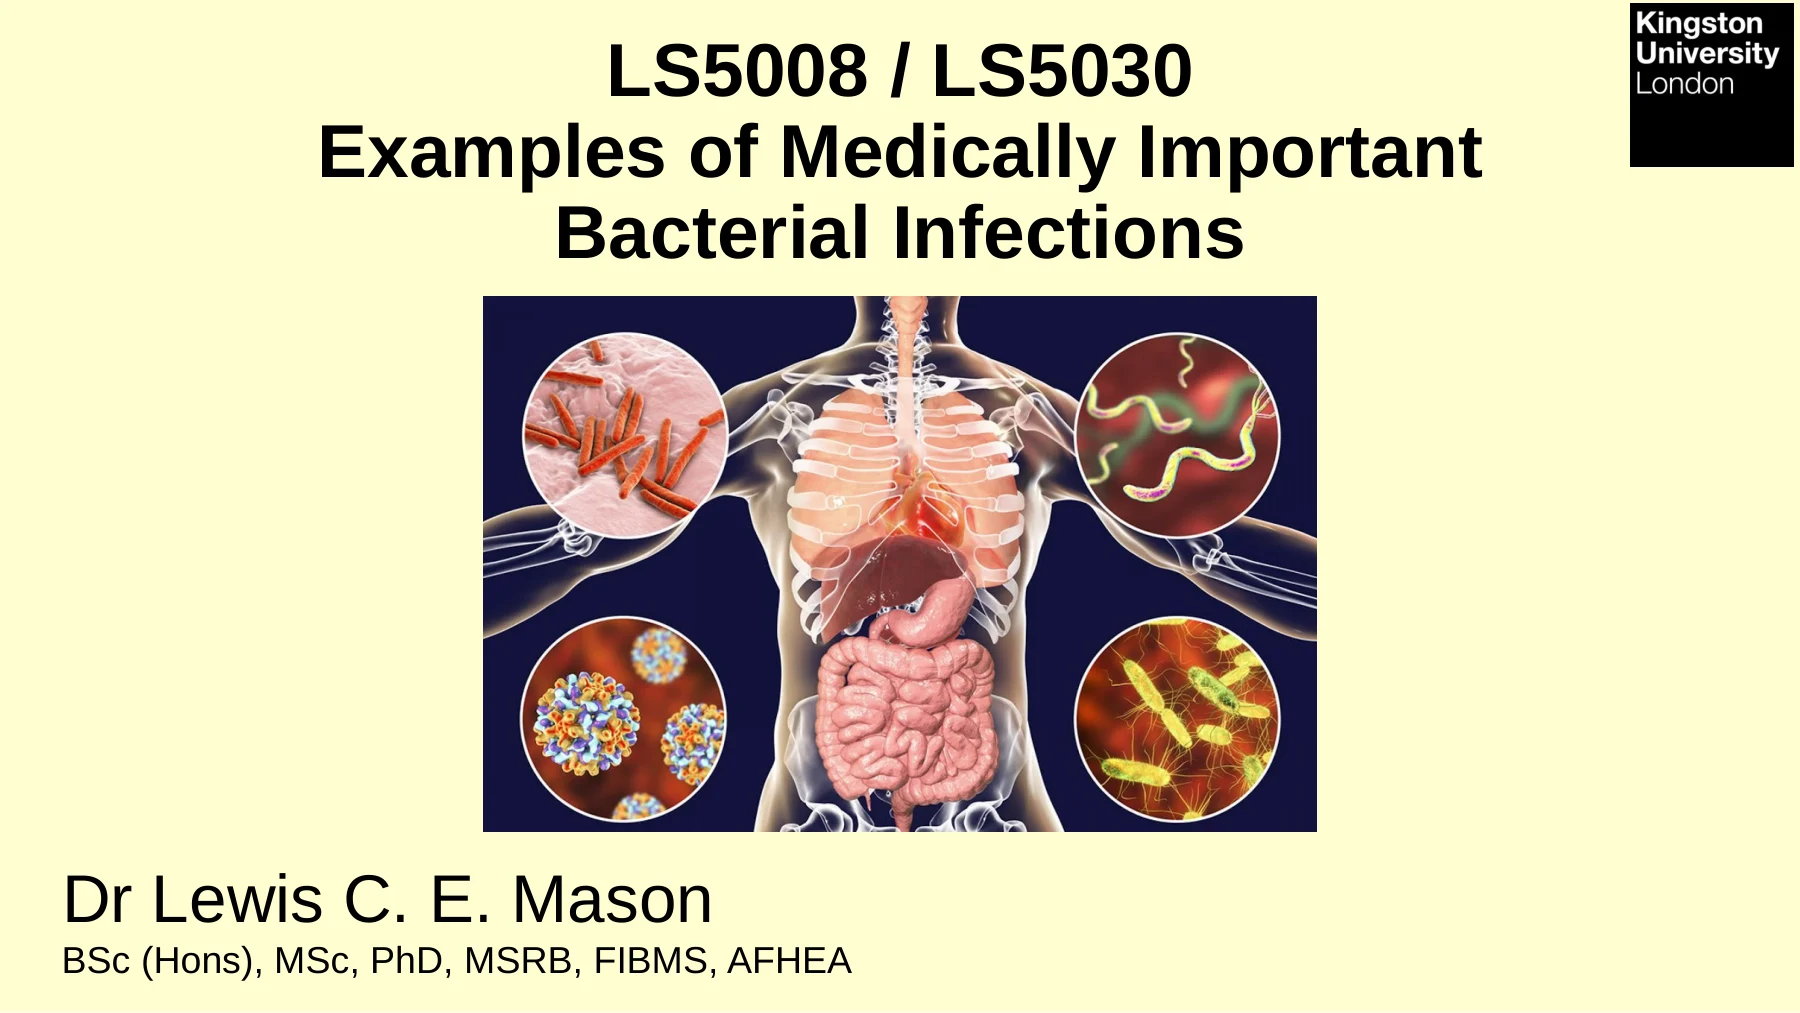 LS5008 / LS5030
Examples of Medically Important
Bacterial Infections
Kingston
University
London
Dr Lewis C. E. Mason
BSc (Hons), MSc, PhD, MSRB, FIBMS, AFHEA